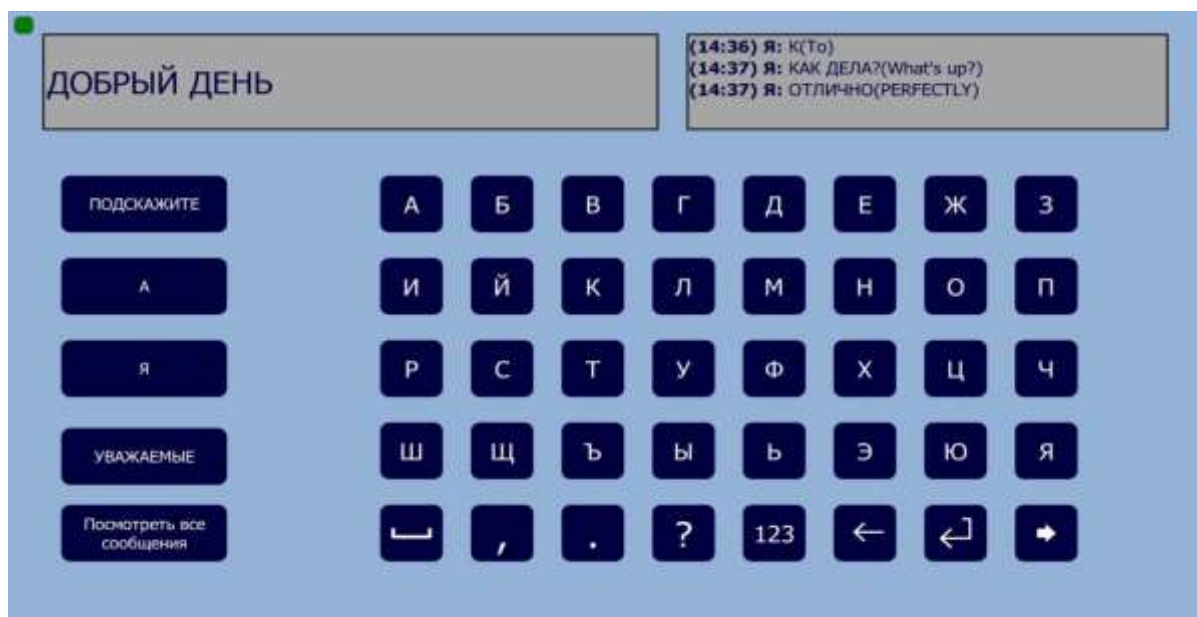 ДОБРЫЙ ДЕНЬ
(14:36) Я: К(To)
(14:37) Я: КАК ДЕЛА?(What's up?)
(14:37) Я: ОТЛИЧНО(PERFECTLY)
ПОДСКАЖИТЕ
А Б В Г Д Е Ж З
А
И Й К Л М Н О П
Я
Р С Т У Ф Х Ц Ч
УВАЖАЕМЫЕ
Ш Щ Ъ Ы Ь Э Ю Я
Посмотреть все
сообщения
, . ? 123